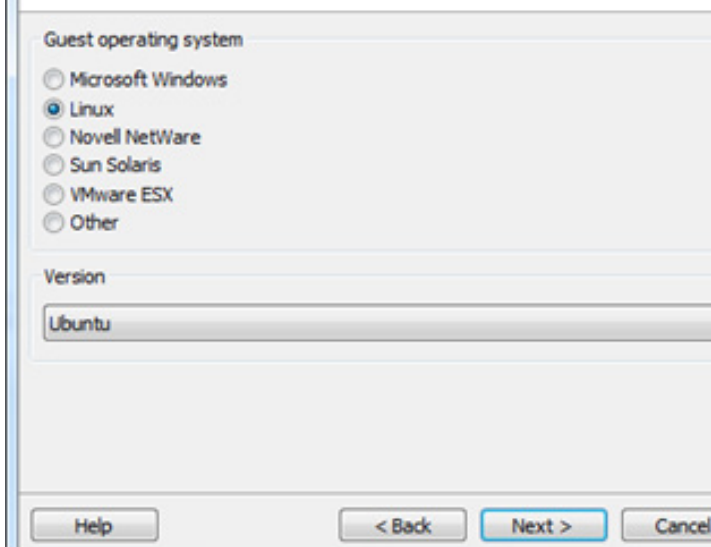 Guest operating system
Microsoft Windows
Linux
Novell NetWare
Sun Solaris
VMware ESX
Other
Version
Ubuntu
Help < Back Next > Cancel